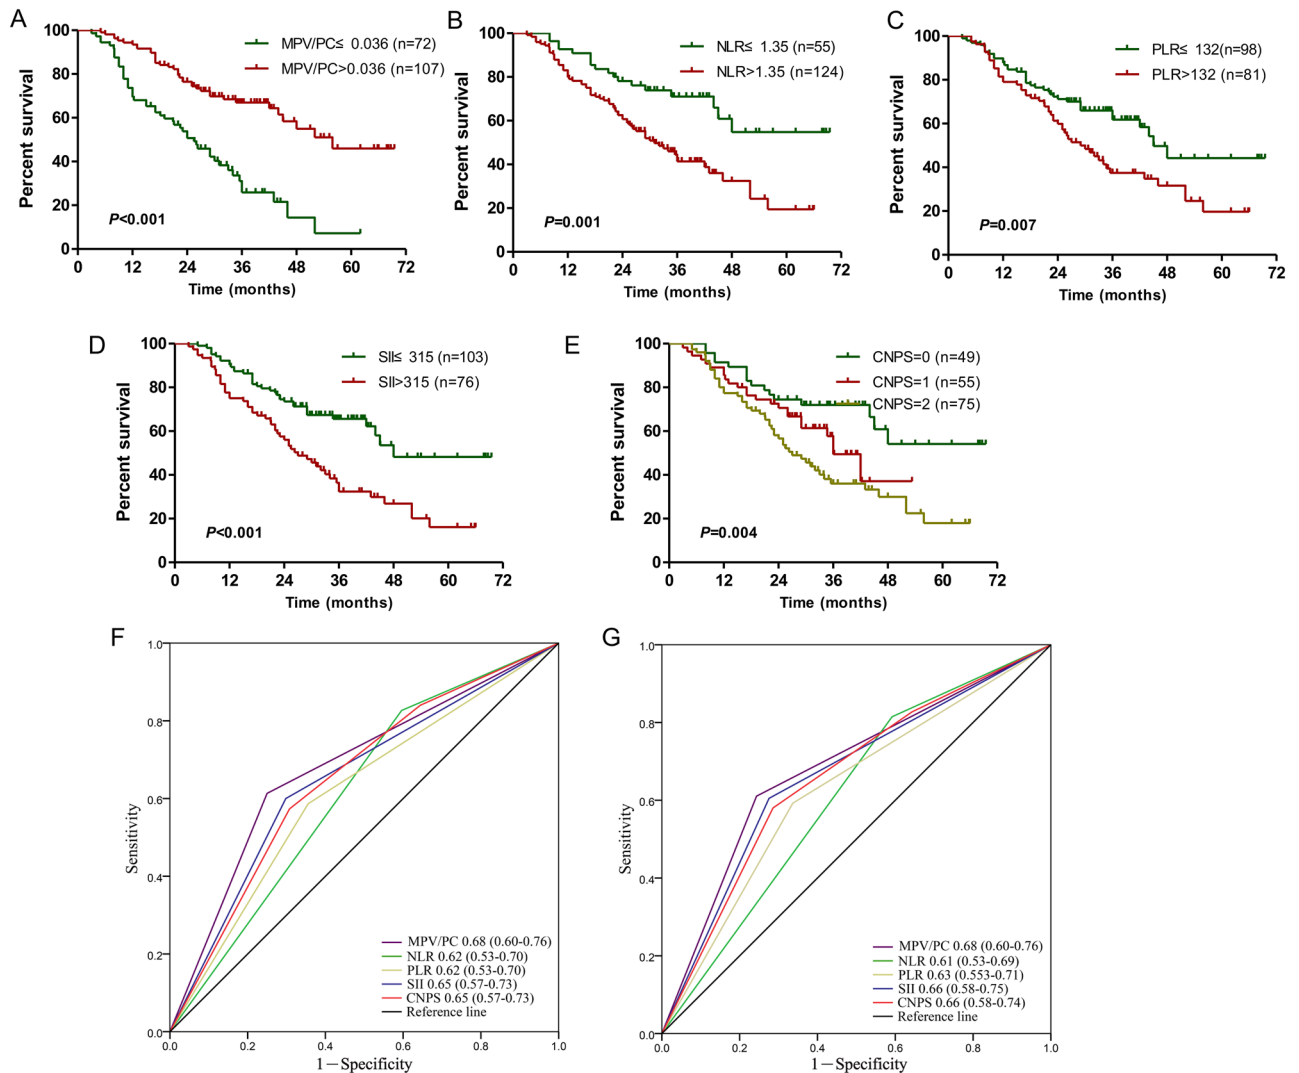 A
100
80
60
40
20
0
Percent survival
MPV/PC≤ 0.036 (n=72)
MPV/PC>0.036 (n=107)
P<0.001
0 12 24 36 48 60 72
Time (months)
B
100
80
60
40
20
0
Percent survival
NLR≤ 1.35 (n=55)
NLR>1.35 (n=124)
P=0.001
0 12 24 36 48 60 72
Time (months)
C
100
80
60
40
20
0
Percent survival
PLR≤ 132(n=98)
PLR>132 (n=81)
P=0.007
0 12 24 36 48 60 72
Time (months)
D
100
80
60
40
20
0
Percent survival
SII≤ 315 (n=103)
SII>315 (n=76)
P<0.001
0 12 24 36 48 60 72
Time (months)
E
100
80
60
40
20
0
Percent survival
CNPS=0 (n=49)
CNPS=1 (n=55)
CNPS=2 (n=75)
P=0.004
0 12 24 36 48 60 72
Time (months)
F
1.0
0.8
0.6
0.4
0.2
0.0
Sensitivity
MPV/PC 0.68 (0.60-0.76)
NLR 0.62 (0.53-0.70)
PLR 0.62 (0.53-0.70)
SII 0.65 (0.57-0.73)
CNPS 0.65 (0.57-0.73)
Reference line
0.0 0.2 0.4 0.6 0.8 1.0
1－Specificity
G
1.0
0.8
0.6
0.4
0.2
0.0
Sensitivity
MPV/PC 0.68 (0.60-0.76)
NLR 0.61 (0.53-0.69)
PLR 0.63 (0.553-0.71)
SII 0.66 (0.58-0.75)
CNPS 0.66 (0.58-0.74)
Reference line
0.0 0.2 0.4 0.6 0.8 1.0
1－Specificity